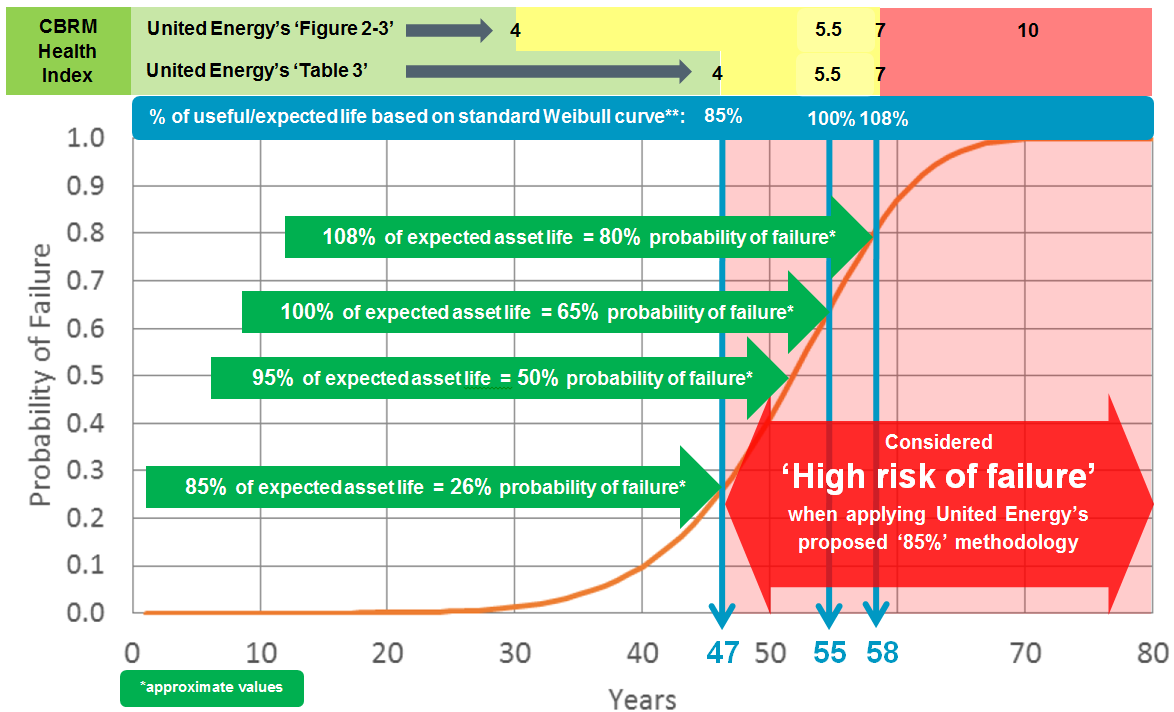 CBRM
Health
Index
United Energy's 'Figure 2-3'
4
5.5
7
10
United Energy's 'Table 3'
4
5.5
7
% of useful/expected life based on standard Weibull curve**:
85%
100%
108%
Probability of Failure
1.0
0.9
0.8
0.7
0.6
0.5
0.4
0.3
0.2
0.1
0.0
108% of expected asset life = 80% probability of failure*
100% of expected asset life = 65% probability of failure*
95% of expected asset life = 50% probability of failure*
85% of expected asset life = 26% probability of failure*
Considered
'High risk of failure'
when applying United Energy's
proposed '85%' methodology
0
10
20
30
40
47
50
55
58
70
80
*approximate values
Years